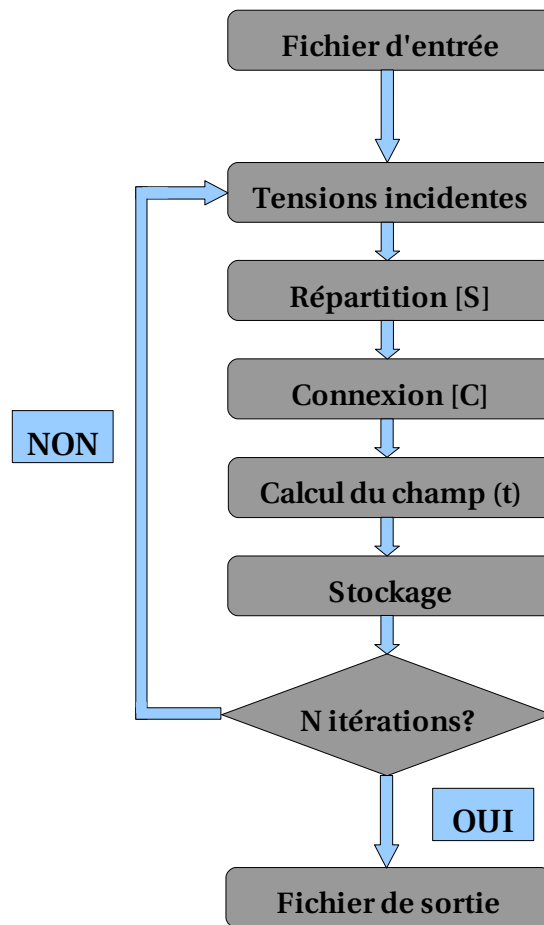 Fichier d'entrée
Tensions incidentes
Répartition [S]
Connexion [C]
NON
Calcul du champ (t)
Stockage
N itérations?
OUI
Fichier de sortie